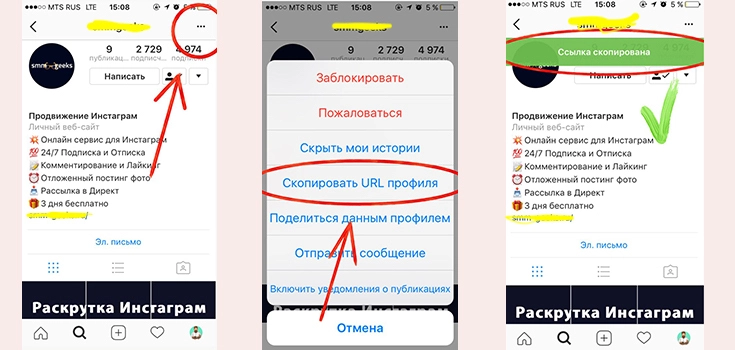 MTS RUS LTE 15:08 5 %
9 2 729 4 974
публикац... подписч... подписки
smm geeks
Написать
Продвижение Инстаграм
Личный веб-сайт
Онлайн сервис для Инстаграм
24/7 Подписка и Отписка
Комментирование и Лайкинг
Отложенный постинг фото
Рассылка в Директ
3 дня бесплатно
Эл. письмо
Раскрутка Инстаграм
MTS RUS LTE 15:08 5 %
9 2 729 4 974
Заблокировать
Пожаловаться
Скрыть мои истории
Скопировать URL профиля
Поделиться данным профилем
Отправить сообщение
Включить уведомления о публикациях
Отмена
MTS RUS LTE 15:08 5 %
Ссылка скопирована
Написать
Продвижение Инстаграм
Личный веб-сайт
Онлайн сервис для Инстаграм
24/7 Подписка и Отписка
Комментирование и Лайкинг
Отложенный постинг фото
Рассылка в Директ
3 дня бесплатно
Эл. письмо
Раскрутка Инстаграм